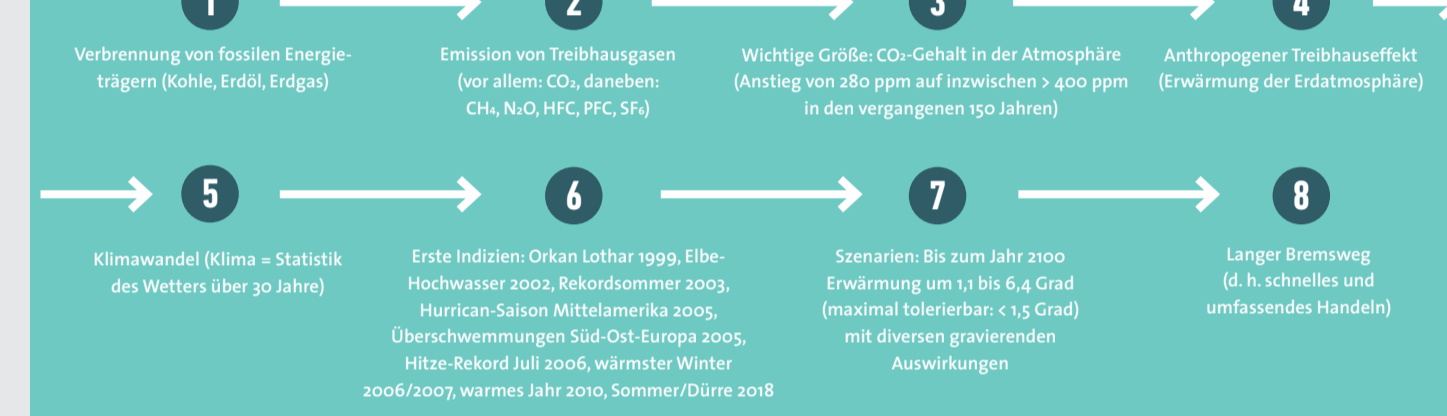 1 2 3 4
Verbrennung von fossilen Energie-
trägern (Kohle, Erdöl, Erdgas)
Emission von Treibhausgasen
(vor allem: CO₂, daneben:
CH₄, N₂O, HFC, PFC, SF₆)
Wichtige Größe: CO₂-Gehalt in der Atmosphäre
(Anstieg von 280 ppm auf inzwischen > 400 ppm
in den vergangenen 150 Jahren)
Anthropogener Treibhauseffekt
(Erwärmung der Erdatmosphäre)
5 6 7 8
Klimawandel (Klima = Statistik
des Wetters über 30 Jahre)
Erste Indizien: Orkan Lothar 1999, Elbe-
Hochwasser 2002, Rekordsommer 2003,
Hurrican-Saison Mittelamerika 2005,
Überschwemmungen Süd-Ost-Europa 2005,
Hitze-Rekord Juli 2006, wärmster Winter
2006/2007, warmes Jahr 2010, Sommer/Dürre 2018
Szenarien: Bis zum Jahr 2100
Erwärmung um 1,1 bis 6,4 Grad
(maximal tolerierbar: < 1,5 Grad)
mit diversen gravierenden
Auswirkungen
Langer Bremsweg
(d. h. schnelles und
umfassendes Handeln)